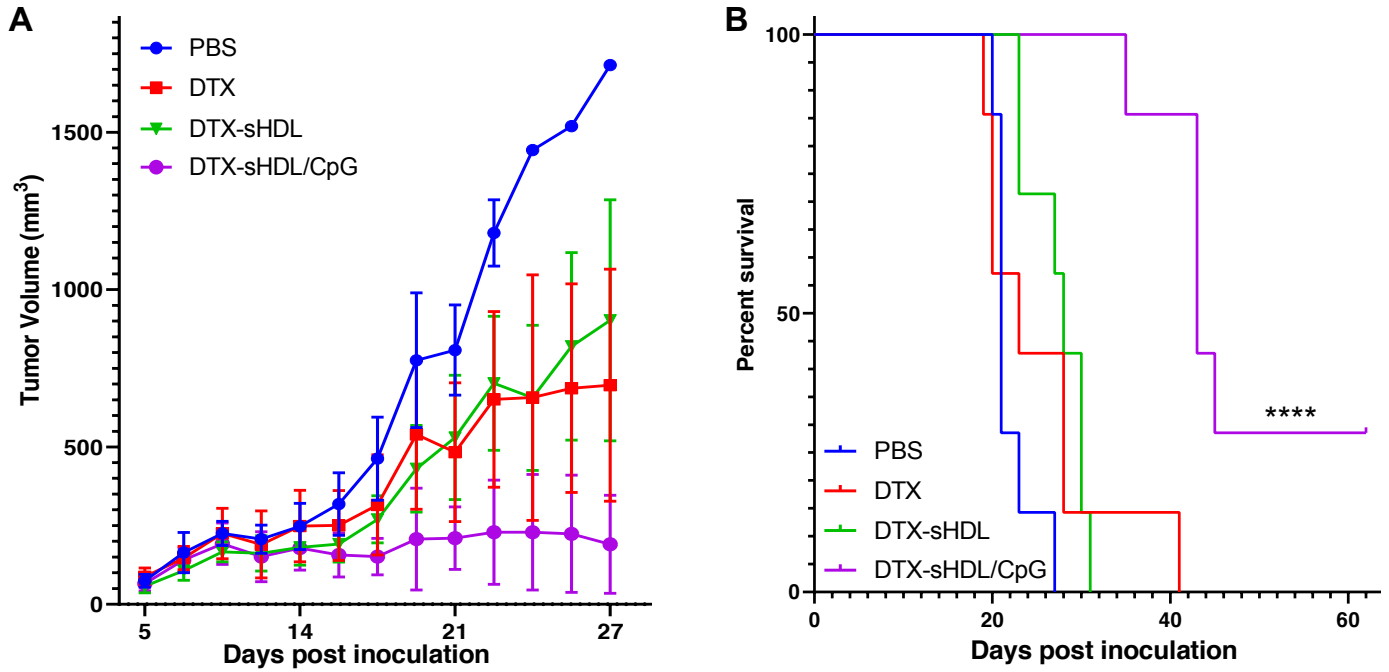 A
PBS
DTX
DTX-sHDL
DTX-sHDL/CpG
Tumor Volume (mm³)
1500
1000
500
0
5
14
21
27
Days post inoculation
B
Percent survival
100
50
0
****
PBS
DTX
DTX-sHDL
DTX-sHDL/CpG
0
20
40
60
Days post inoculation